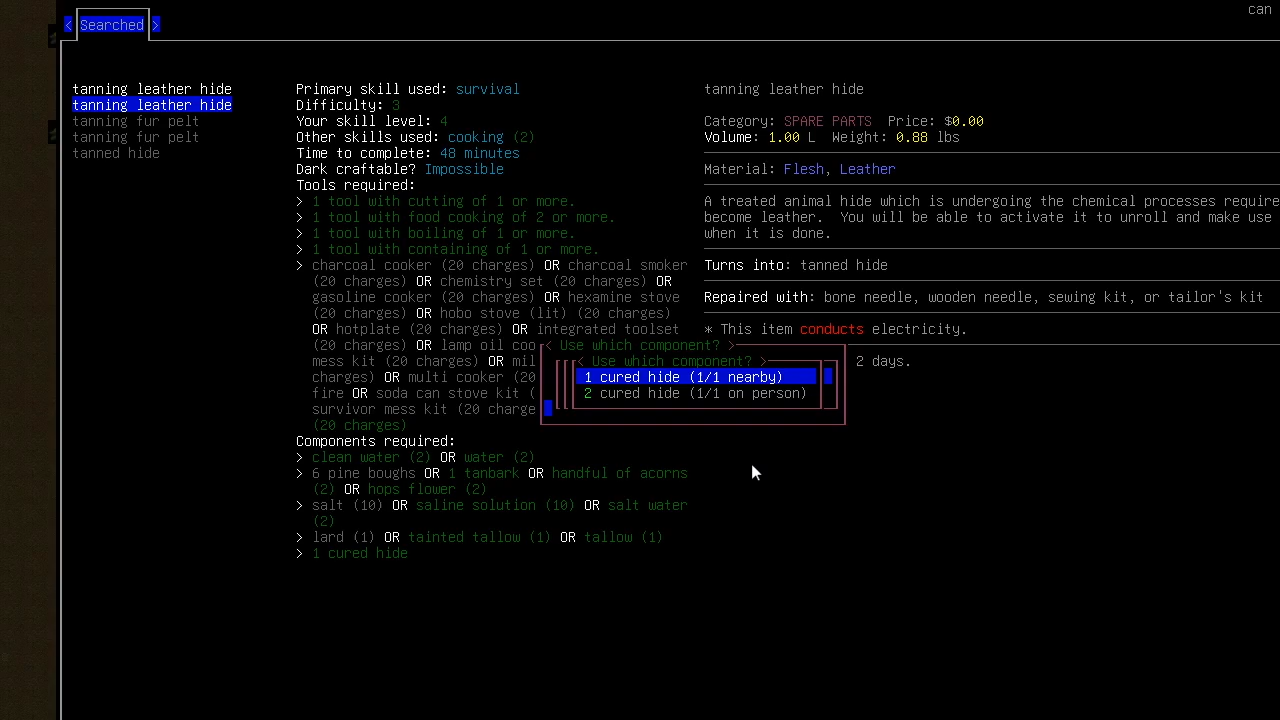 can
< Searched >
tanning leather hide
tanning leather hide
tanning fur pelt
tanning fur pelt
tanned hide
Primary skill used: survival
Difficulty: 3
Your skill level: 4
Other skills used: cooking (2)
Time to complete: 48 minutes
Dark craftable? Impossible
Tools required:
> 1 tool with cutting of 1 or more.
> 1 tool with food cooking of 2 or more.
> 1 tool with boiling of 1 or more.
> 1 tool with containing of 1 or more.
> charcoal cooker (20 charges) OR charcoal smoker
(20 charges) OR chemistry set (20 charges) OR
gasoline cooker (20 charges) OR hexamine stove
(20 charges) OR hobo stove (lit) (20 charges)
OR hotplate (20 charges) OR integrated toolset
(20 charges) OR lamp oil coo
mess kit (20 charges) OR mil
charges) OR multi cooker (20
fire OR soda can stove kit (
survivor mess kit (20 charge
(20 charges)
Components required:
> clean water (2) OR water (2)
> 6 pine boughs OR 1 tanbark OR handful of acorns
(2) OR hops flower (2)
> salt (10) OR saline solution (10) OR salt water
(2)
> lard (1) OR tainted tallow (1) OR tallow (1)
> 1 cured hide
< Use which component? >
< Use which component? >
1 cured hide (1/1 nearby)
2 cured hide (1/1 on person)
tanning leather hide
Category: SPARE PARTS Price: $0.00
Volume: 1.00 L Weight: 0.88 lbs
Material: Flesh, Leather
A treated animal hide which is undergoing the chemical processes require
become leather. You will be able to activate it to unroll and make use
when it is done.
Turns into: tanned hide
Repaired with: bone needle, wooden needle, sewing kit, or tailor's kit
* This item conducts electricity.
2 days.